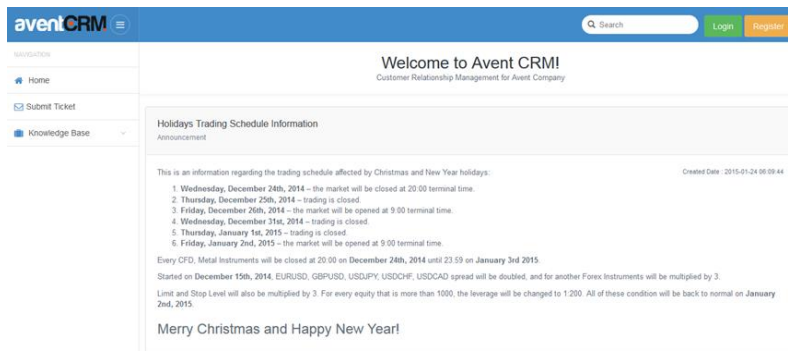 aventCRM
Search
Login
Register
NAVIGATION
Home
Submit Ticket
Knowledge Base
Welcome to Avent CRM!
Customer Relationship Management for Avent Company
Holidays Trading Schedule Information
Announcement
This is an information regarding the trading schedule affected by Christmas and New Year holidays:
Created Date : 2015-01-24 06:09:44
1. Wednesday, December 24th, 2014 – the market will be closed at 20:00 terminal time.
2. Thursday, December 25th, 2014 – trading is closed.
3. Friday, December 26th, 2014 – the market will be opened at 9:00 terminal time.
4. Wednesday, December 31st, 2014 – trading is closed.
5. Thursday, January 1st, 2015 – trading is closed.
6. Friday, January 2nd, 2015 – the market will be opened at 9:00 terminal time.
Every CFD, Metal Instruments will be closed at 20:00 on December 24th, 2014 until 23.59 on January 3rd 2015.
Started on December 15th, 2014, EURUSD, GBPUSD, USDJPY, USDCHF, USDCAD spread will be doubled, and for another Forex Instruments will be multiplied by 3.
Limit and Stop Level will also be multiplied by 3. For every equity that is more than 1000, the leverage will be changed to 1:200. All of these condition will be back to normal on January
2nd, 2015.
Merry Christmas and Happy New Year!